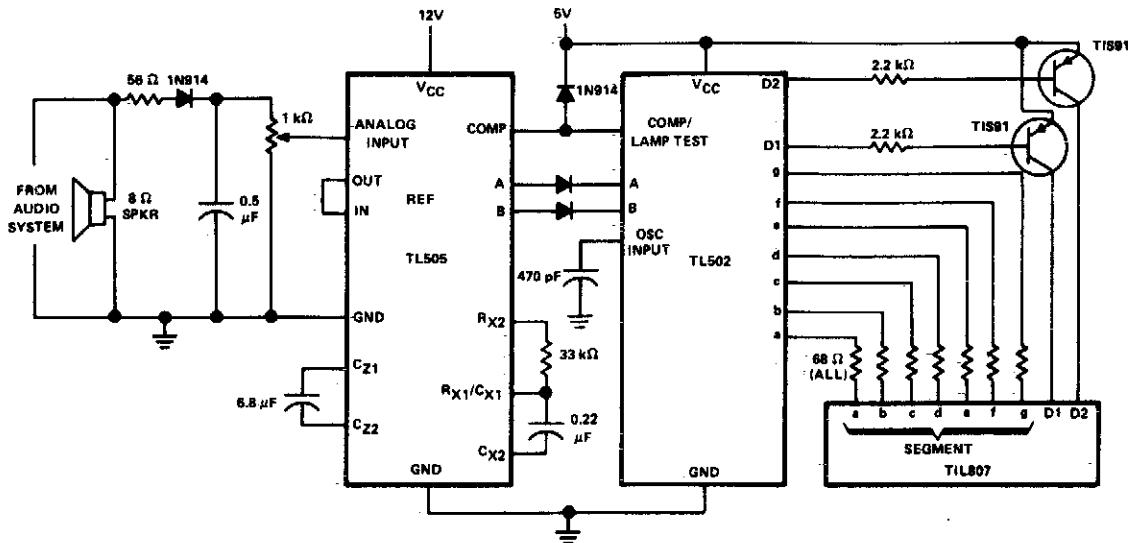 12V
5V
TIS91
56 Ω 1N914
2.2 kΩ
D2
VCC
1N914
VCC
1 kΩ
ANALOG
INPUT
COMP
COMP/
LAMP TEST
2.2 kΩ
TIS91
D1
g
OUT
IN
REF
A
B
A
B
f
FROM
AUDIO
SYSTEM
8 Ω
SPKR
0.5
µF
OSC
INPUT
e
TL505
470 pF
TL502
d
c
b
a
GND
RX2
33 kΩ
68 Ω
(ALL)
CZ1
RX1/CX1
6.8 µF
0.22
µF
CZ2
CX2
a b c d e f g D1 D2
SEGMENT
TIL807
GND
GND